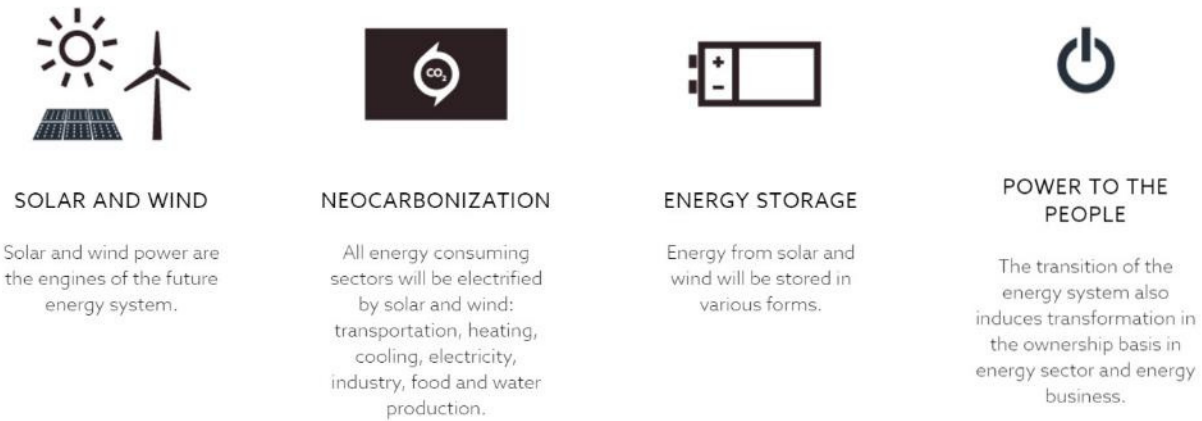 CO₂
SOLAR AND WIND
Solar and wind power are
the engines of the future
energy system.
NEOCARBONIZATION
All energy consuming
sectors will be electrified
by solar and wind:
transportation, heating,
cooling, electricity,
industry, food and water
production.
+
−
ENERGY STORAGE
Energy from solar and
wind will be stored in
various forms.
POWER TO THE
PEOPLE
The transition of the
energy system also
induces transformation in
the ownership basis in
energy sector and energy
business.